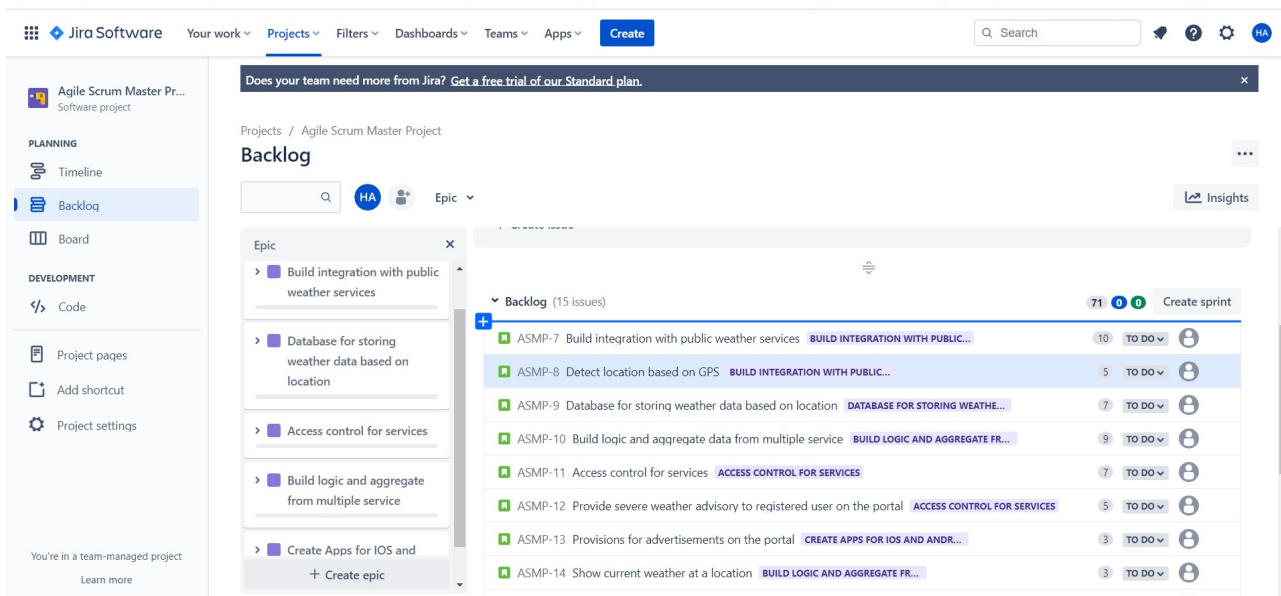 Jira Software Your work Projects Filters Dashboards Teams Apps Create Search HA
Agile Scrum Master Pr...
Software project
PLANNING
Timeline
Backlog
Board
DEVELOPMENT
Code
Project pages
Add shortcut
Project settings
You're in a team-managed project
Learn more
Does your team need more from Jira? Get a free trial of our Standard plan. ×
Projects / Agile Scrum Master Project
Backlog
HA Epic Insights
Epic ×
Build integration with public
weather services
Database for storing
weather data based on
location
Access control for services
Build logic and aggregate
from multiple service
Create Apps for IOS and
+ Create epic
+ Create issue
Backlog (15 issues) 71 0 0 Create sprint
ASMP-7 Build integration with public weather services BUILD INTEGRATION WITH PUBLIC... 10 TO DO
ASMP-8 Detect location based on GPS BUILD INTEGRATION WITH PUBLIC... 5 TO DO
ASMP-9 Database for storing weather data based on location DATABASE FOR STORING WEATHE... 7 TO DO
ASMP-10 Build logic and aggregate data from multiple service BUILD LOGIC AND AGGREGATE FR... 9 TO DO
ASMP-11 Access control for services ACCESS CONTROL FOR SERVICES 7 TO DO
ASMP-12 Provide severe weather advisory to registered user on the portal ACCESS CONTROL FOR SERVICES 5 TO DO
ASMP-13 Provisions for advertisements on the portal CREATE APPS FOR IOS AND ANDR... 3 TO DO
ASMP-14 Show current weather at a location BUILD LOGIC AND AGGREGATE FR... 3 TO DO